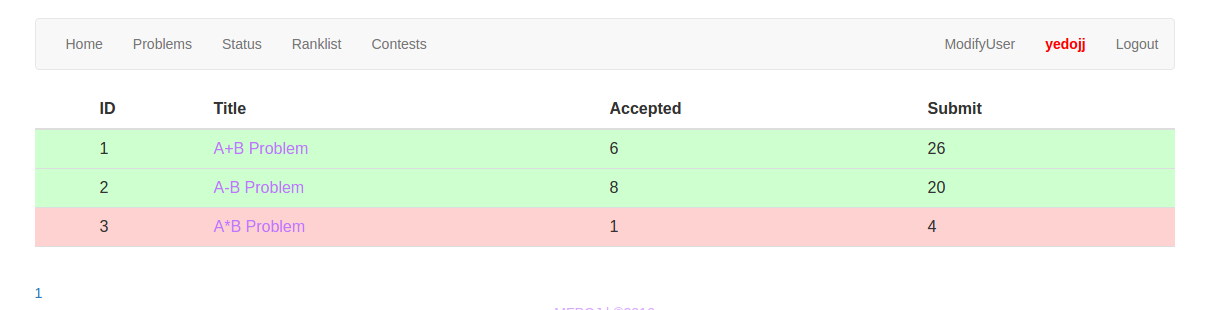 Home Problems Status Ranklist Contests ModifyUser yedojj Logout
ID Title Accepted Submit
1 A+B Problem 6 26
2 A-B Problem 8 20
3 A*B Problem 1 4
1